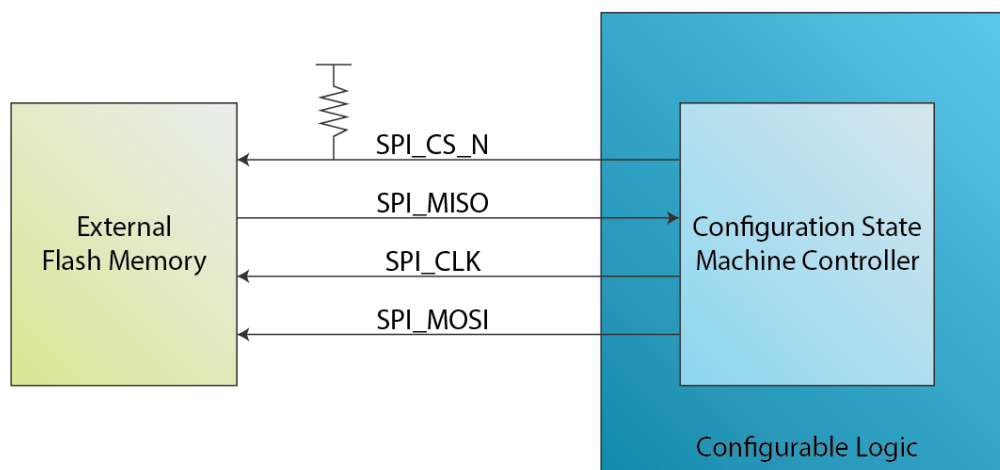 SPI_CS_N
SPI_MISO
External
Flash Memory
Configuration State
Machine Controller
SPI_CLK
SPI_MOSI
Configurable Logic